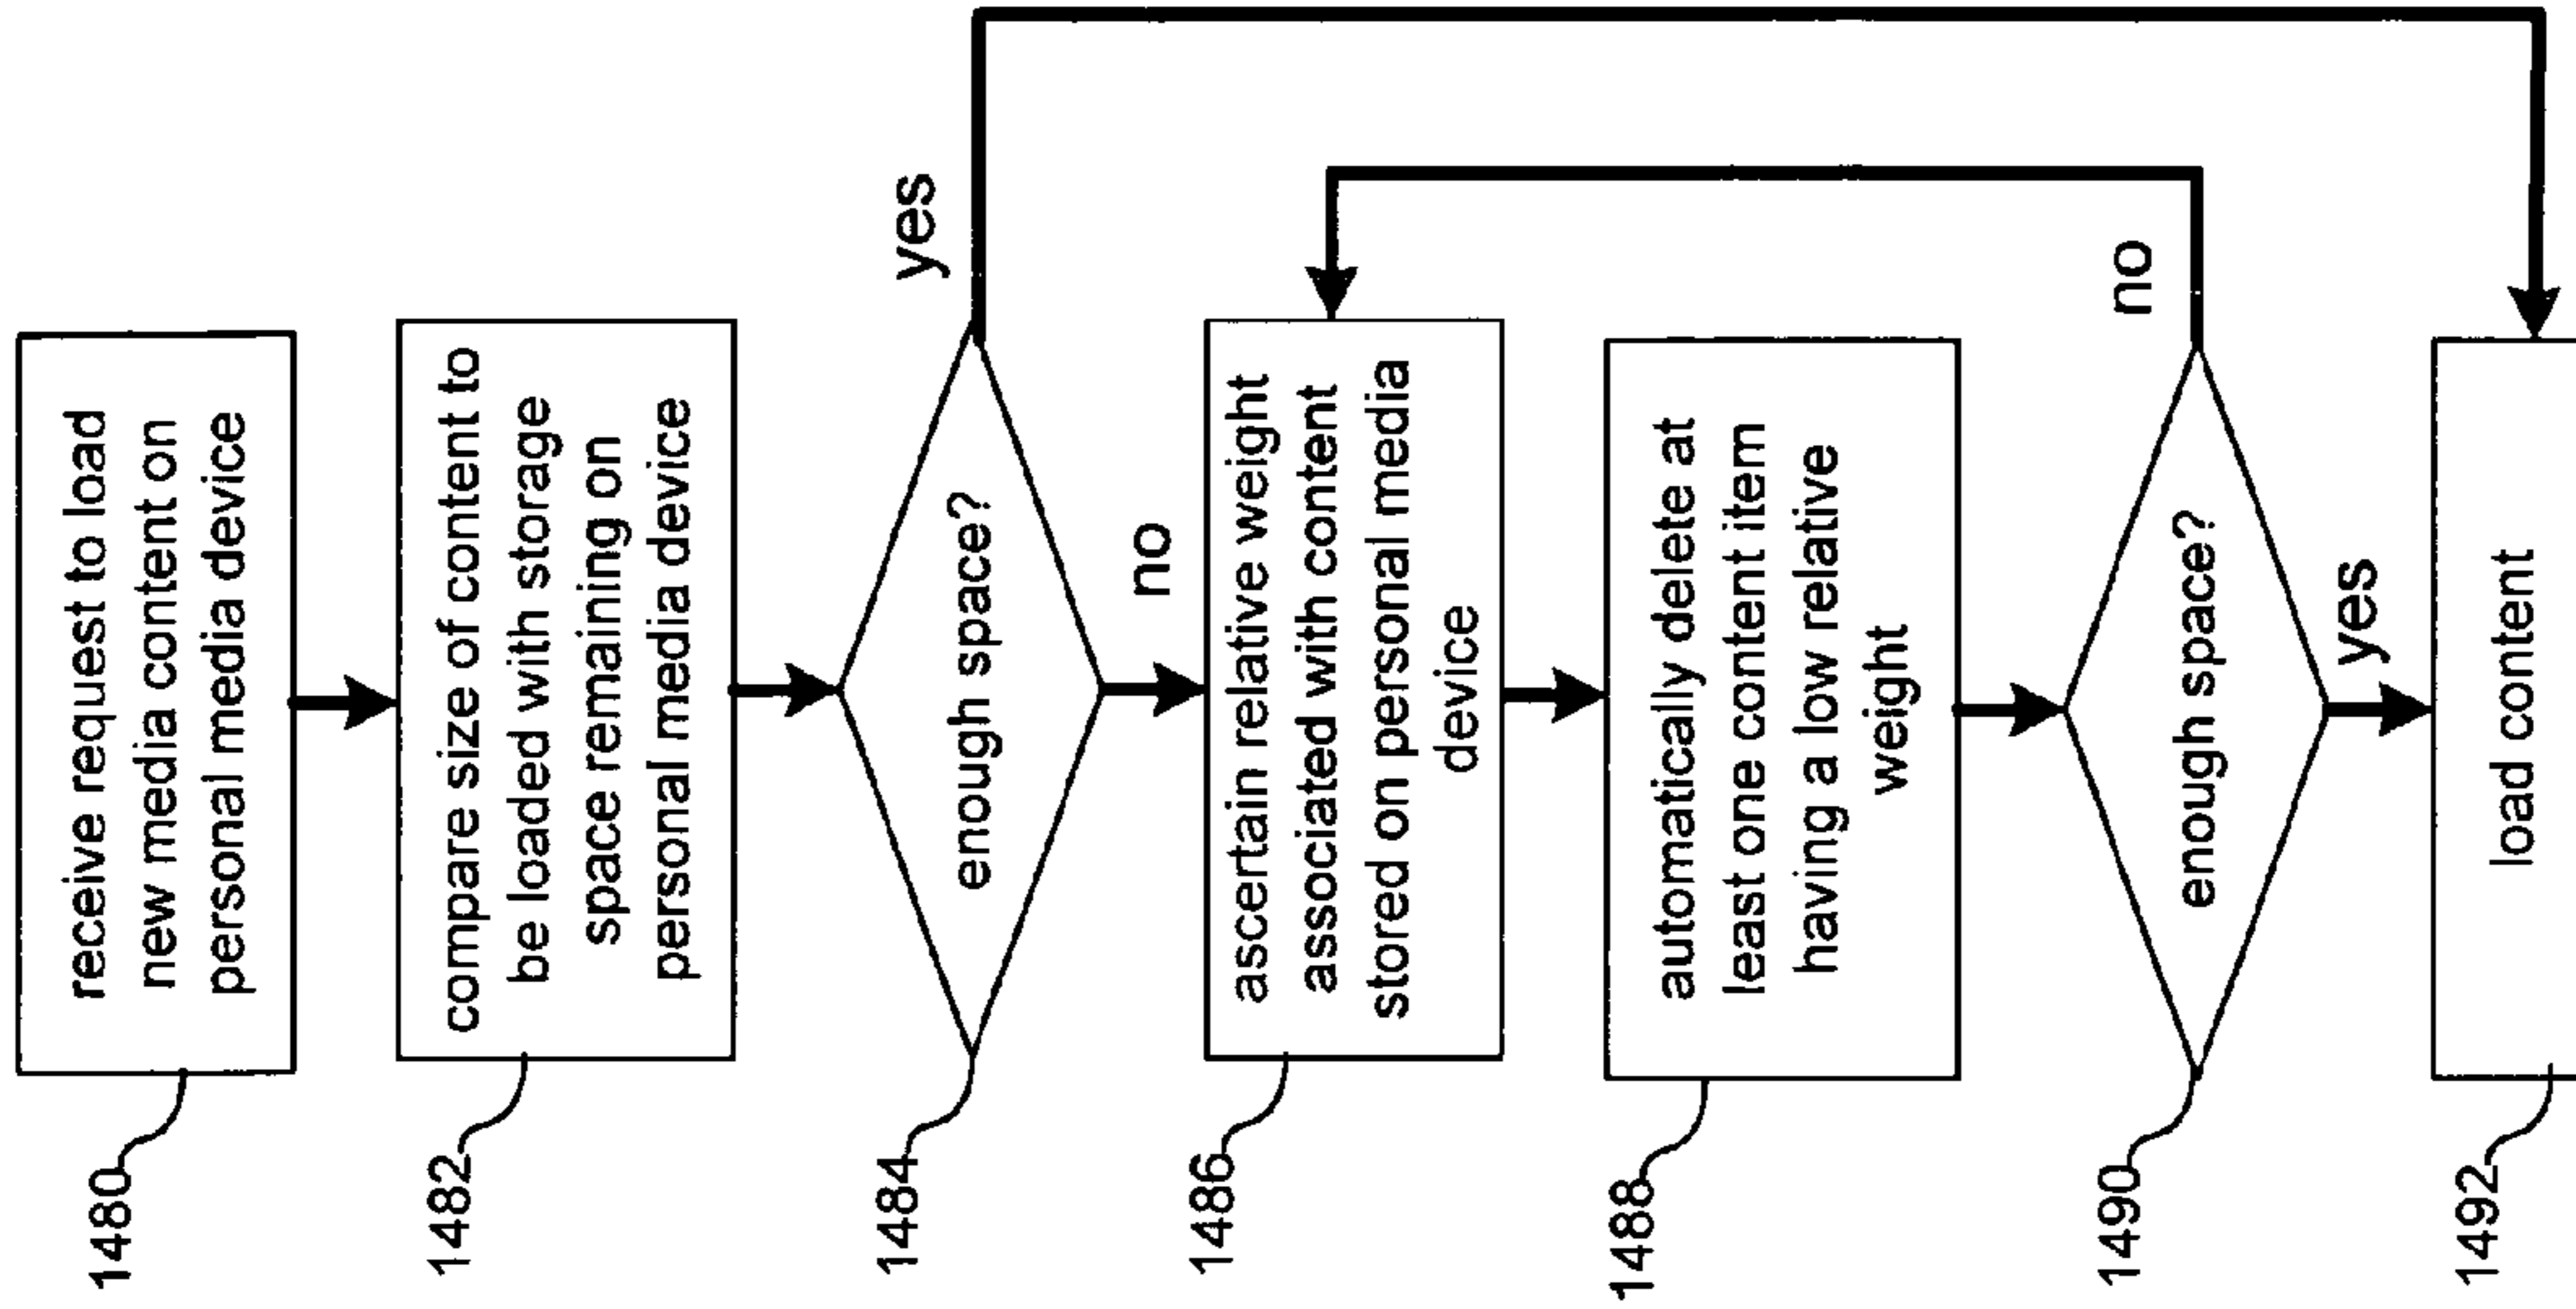 1480
receive request to load
new media content on
personal media device
1482
compare size of content to
be loaded with storage
space remaining on
personal media device
1484
enough space?
yes
no
1486
ascertain relative weight
associated with content
stored on personal media
device
1488
automatically delete at
least one content item
having a low relative
weight
1490
enough space?
no
yes
1492
load content